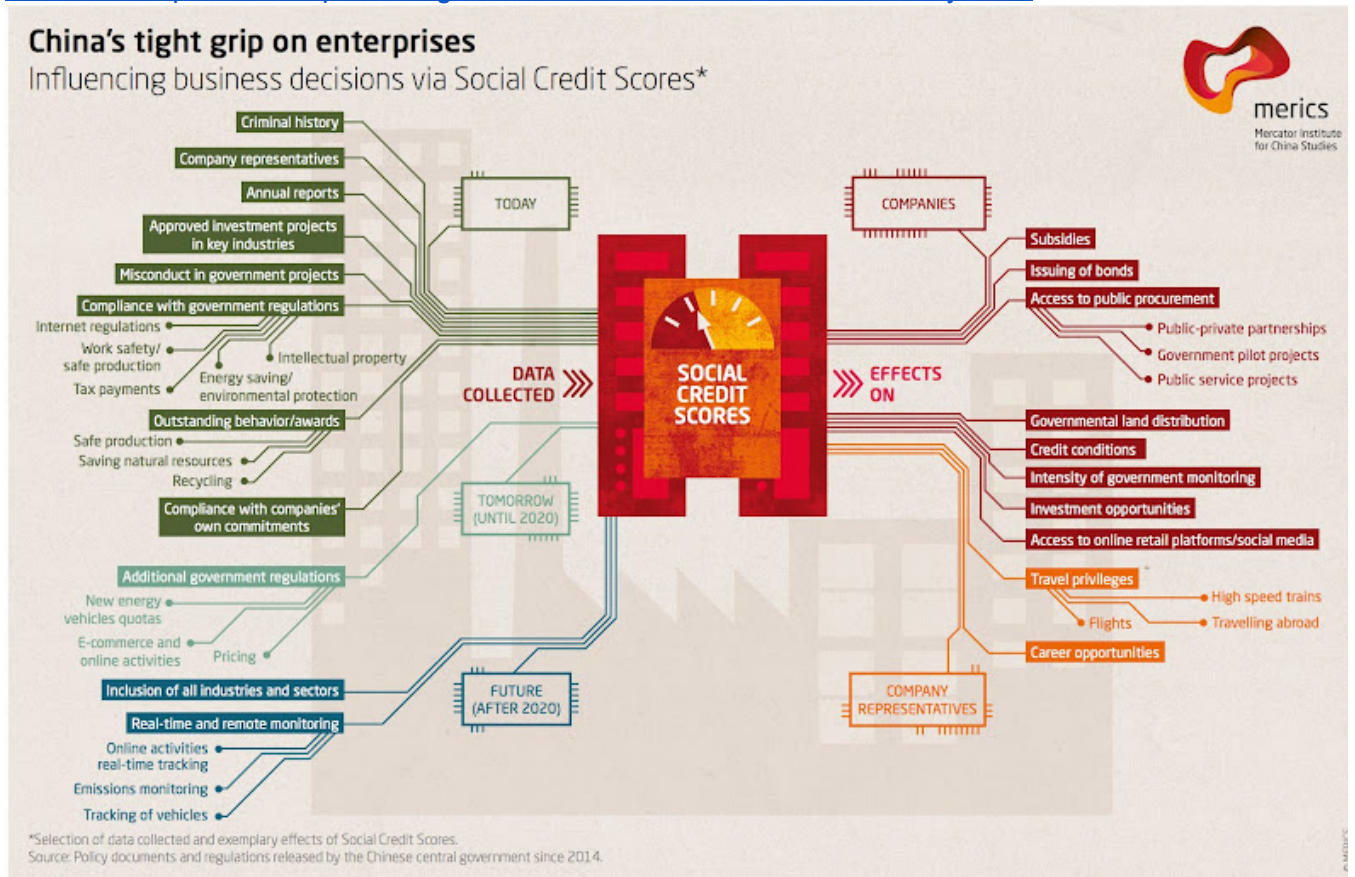 China's tight grip on enterprises
Influencing business decisions via Social Credit Scores*
merics
Mercator Institute
for China Studies
Criminal history
Company representatives
Annual reports
Approved investment projects
in key industries
Misconduct in government projects
Compliance with government regulations
Internet regulations
Work safety/
safe production
Tax payments
Energy saving/
environmental protection
Intellectual property
Outstanding behavior/awards
Safe production
Saving natural resources
Recycling
Compliance with companies'
own commitments
Additional government regulations
New energy
vehicles quotas
E-commerce and
online activities
Pricing
Inclusion of all industries and sectors
Real-time and remote monitoring
Online activities
real-time tracking
Emissions monitoring
Tracking of vehicles
TODAY
DATA
COLLECTED
TOMORROW
(UNTIL 2020)
FUTURE
(AFTER 2020)
SOCIAL
CREDIT
SCORES
EFFECTS
ON
COMPANIES
Subsidies
Issuing of bonds
Access to public procurement
Public-private partnerships
Government pilot projects
Public service projects
Governmental land distribution
Credit conditions
Intensity of government monitoring
Investment opportunities
Access to online retail platforms/social media
Travel privileges
High speed trains
Flights
Travelling abroad
Career opportunities
COMPANY
REPRESENTATIVES
*Selection of data collected and exemplary effects of Social Credit Scores.
Source: Policy documents and regulations released by the Chinese central government since 2014.
© MERICS